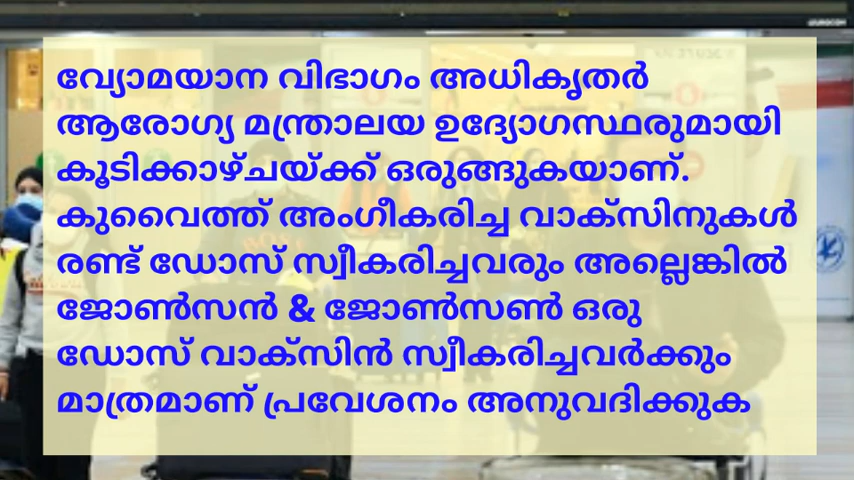 വ്യോമയാന വിഭാഗം അധികൃതർ
ആരോഗ്യ മന്ത്രാലയ ഉദ്യോഗസ്ഥരുമായി
കൂടിക്കാഴ്ചയ്ക്ക് ഒരുങ്ങുകയാണ്.
കുവൈത്ത് അംഗീകരിച്ച വാക്സിനുകൾ
രണ്ട് ഡോസ് സ്വീകരിച്ചവരും അല്ലെങ്കിൽ
ജോൺസൻ & ജോൺസൺ ഒരു
ഡോസ് വാക്സിൻ സ്വീകരിച്ചവർക്കും
മാത്രമാണ് പ്രവേശനം അനുവദിക്കുക